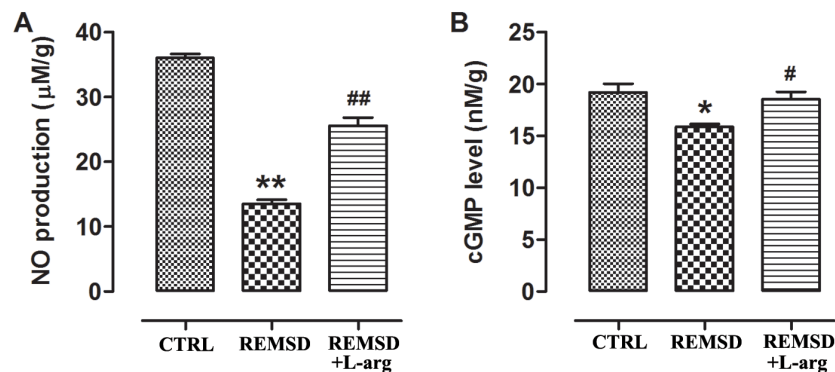 A
NO production (μM/g)
40
30
20
10
0
**
##
CTRL
REMSD
REMSD
+L-arg
B
cGMP level (nM/g)
25
20
15
10
5
0
*
#
CTRL
REMSD
REMSD
+L-arg